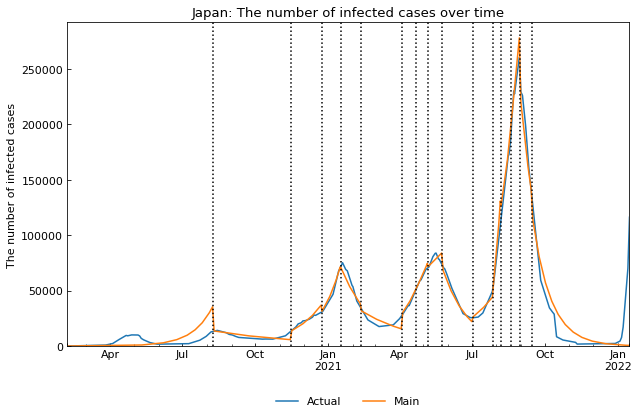 Japan: The number of infected cases over time
The number of infected cases
250000
200000
150000
100000
50000
0
Apr Jul Oct Jan Apr Jul Oct Jan
2021 2022
Actual Main